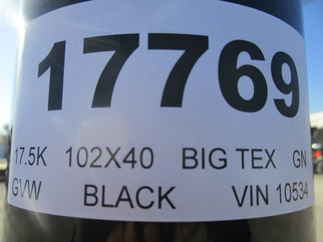 17769
17.5K 102X40 BIG TEX GN
GVW BLACK VIN 10534